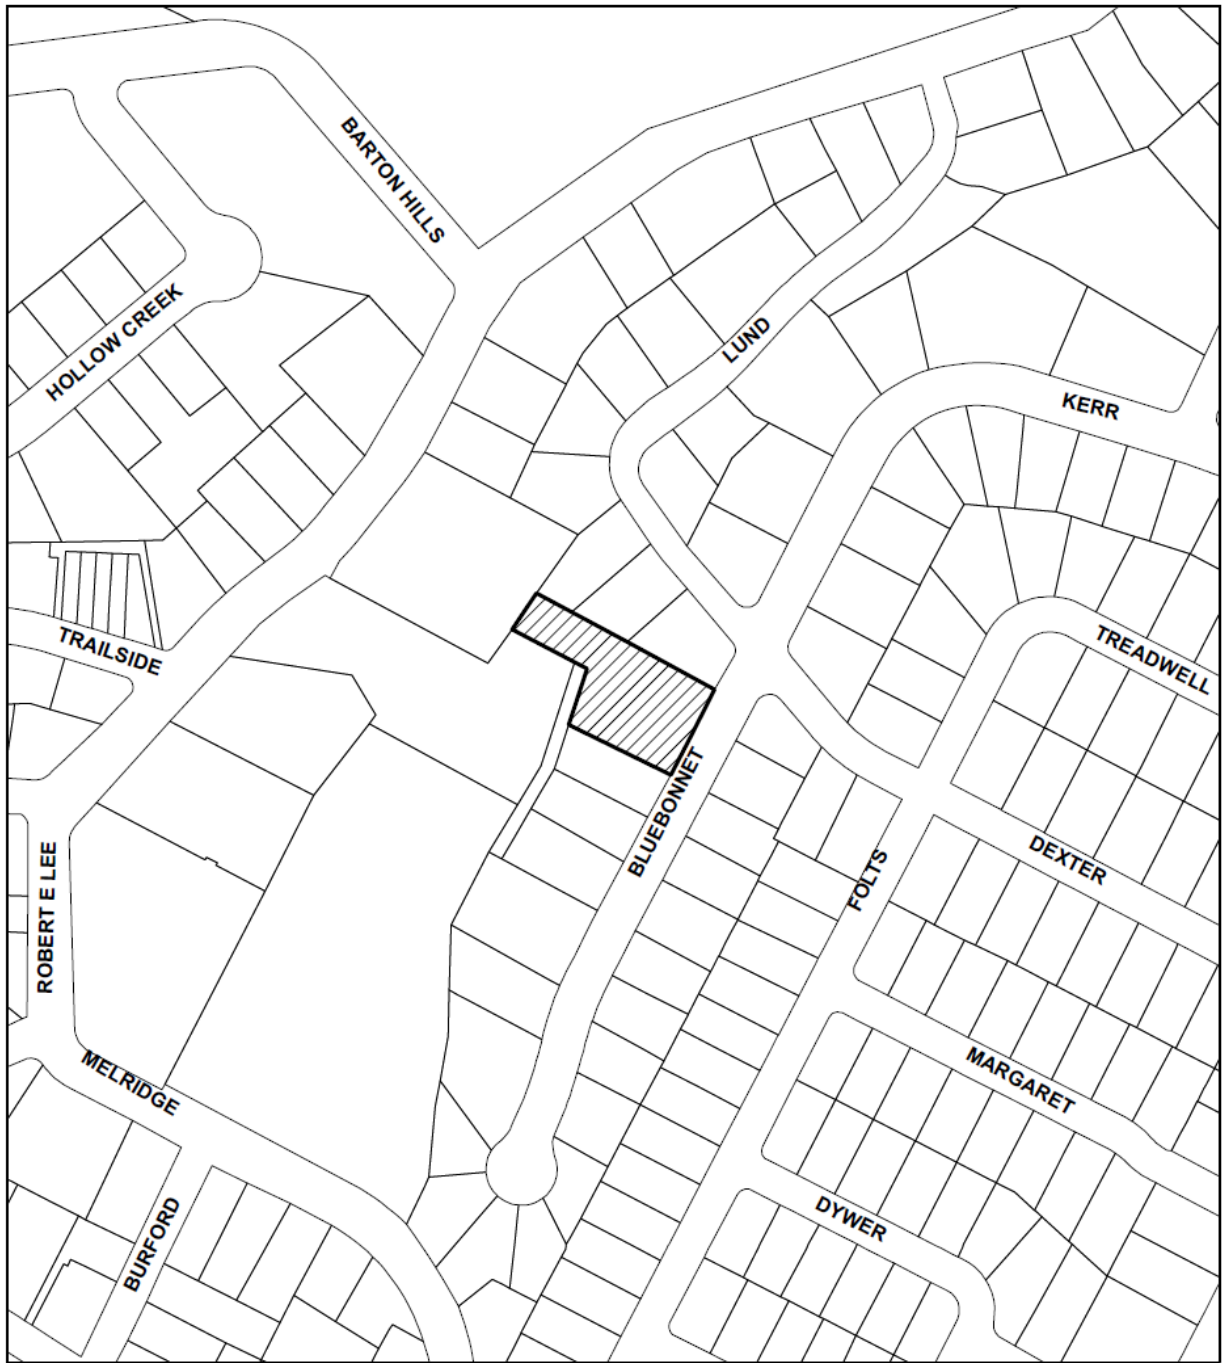 BARTON HILLS
HOLLOW CREEK
LUND
KERR
TRAILSIDE
TREADWELL
BLUEBONNET
DEXTER
FOLTS
ROBERT E LEE
MARGARET
MELRIDGE
DYWER
BURFORD